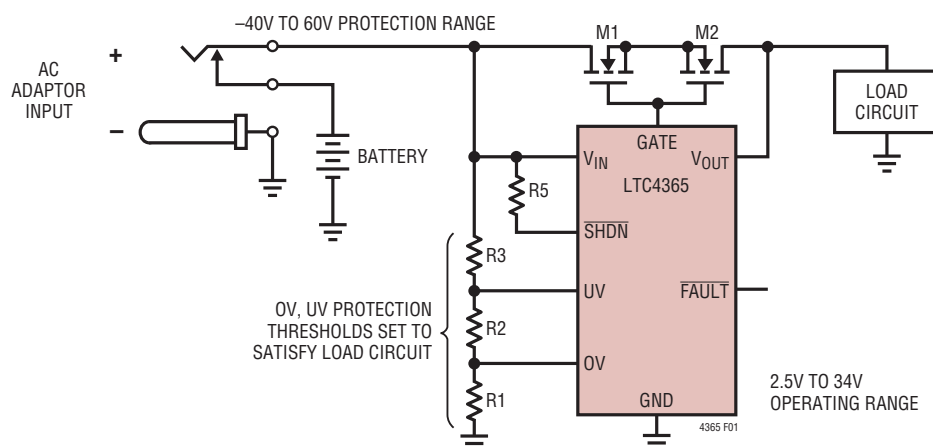 –40V TO 60V PROTECTION RANGE
M1
M2
+
AC
ADAPTOR
INPUT
–
BATTERY
LOAD
CIRCUIT
GATE
VIN
VOUT
LTC4365
R5
SHDN
R3
UV
FAULT
OV, UV PROTECTION
THRESHOLDS SET TO
SATISFY LOAD CIRCUIT
R2
OV
R1
GND
2.5V TO 34V
OPERATING RANGE
4365 F01